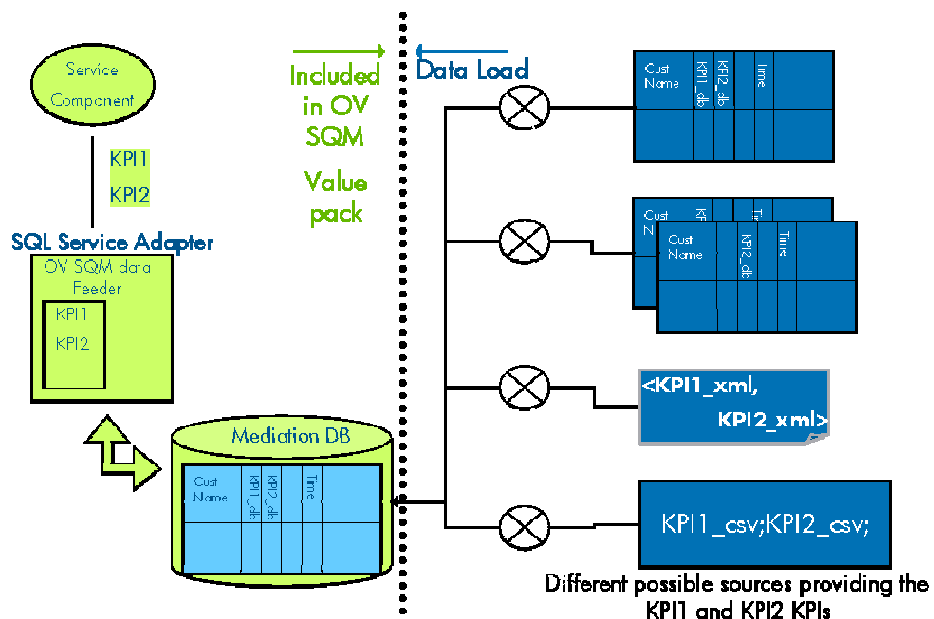 Service
Component
KPI1
KPI2
SQL Service Adapter
OV SQM data
Feeder
KPI1
KPI2
Included
in OV
SQM
Value
pack
Data Load
Mediation DB
Cust
Name
KPI1_db
KPI2_db
Time
Cust
Name
KPI1_db
KPI2_db
Time
Cust
Cust
Name
KPI2_db
Time
<KPI1_xml,
KPI2_xml>
KPI1_csv;KPI2_csv;
Different possible sources providing the
KPI1 and KPI2 KPIs